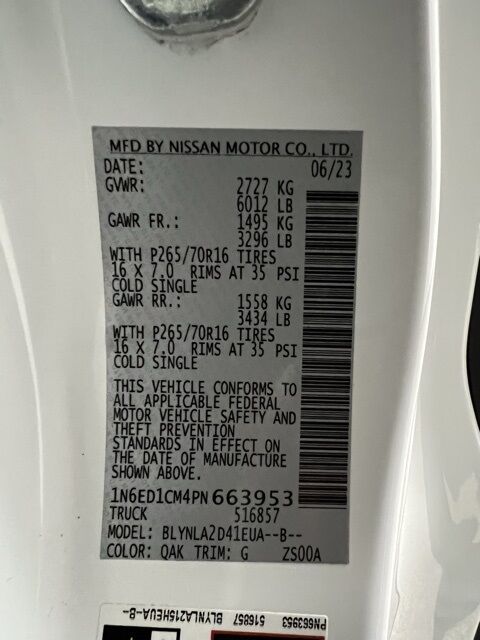 MFD BY NISSAN MOTOR CO., LTD.
DATE: 06/23
GVWR: 2727 KG
6012 LB
GAWR FR.: 1495 KG
3296 LB
WITH P265/70R16 TIRES
16 X 7.0 RIMS AT 35 PSI
COLD SINGLE
GAWR RR.: 1558 KG
3434 LB
WITH P265/70R16 TIRES
16 X 7.0 RIMS AT 35 PSI
COLD SINGLE
THIS VEHICLE CONFORMS TO
ALL APPLICABLE FEDERAL
MOTOR VEHICLE SAFETY AND
THEFT PREVENTION
STANDARDS IN EFFECT ON
THE DATE OF MANUFACTURE
SHOWN ABOVE.
1N6ED1CM4PN663953
TRUCK 516857
MODEL: BLYNLA2D41EUA--B--
COLOR: QAK TRIM: G ZS00A
PN663953 516857 BLYNLA215HEUA-B-